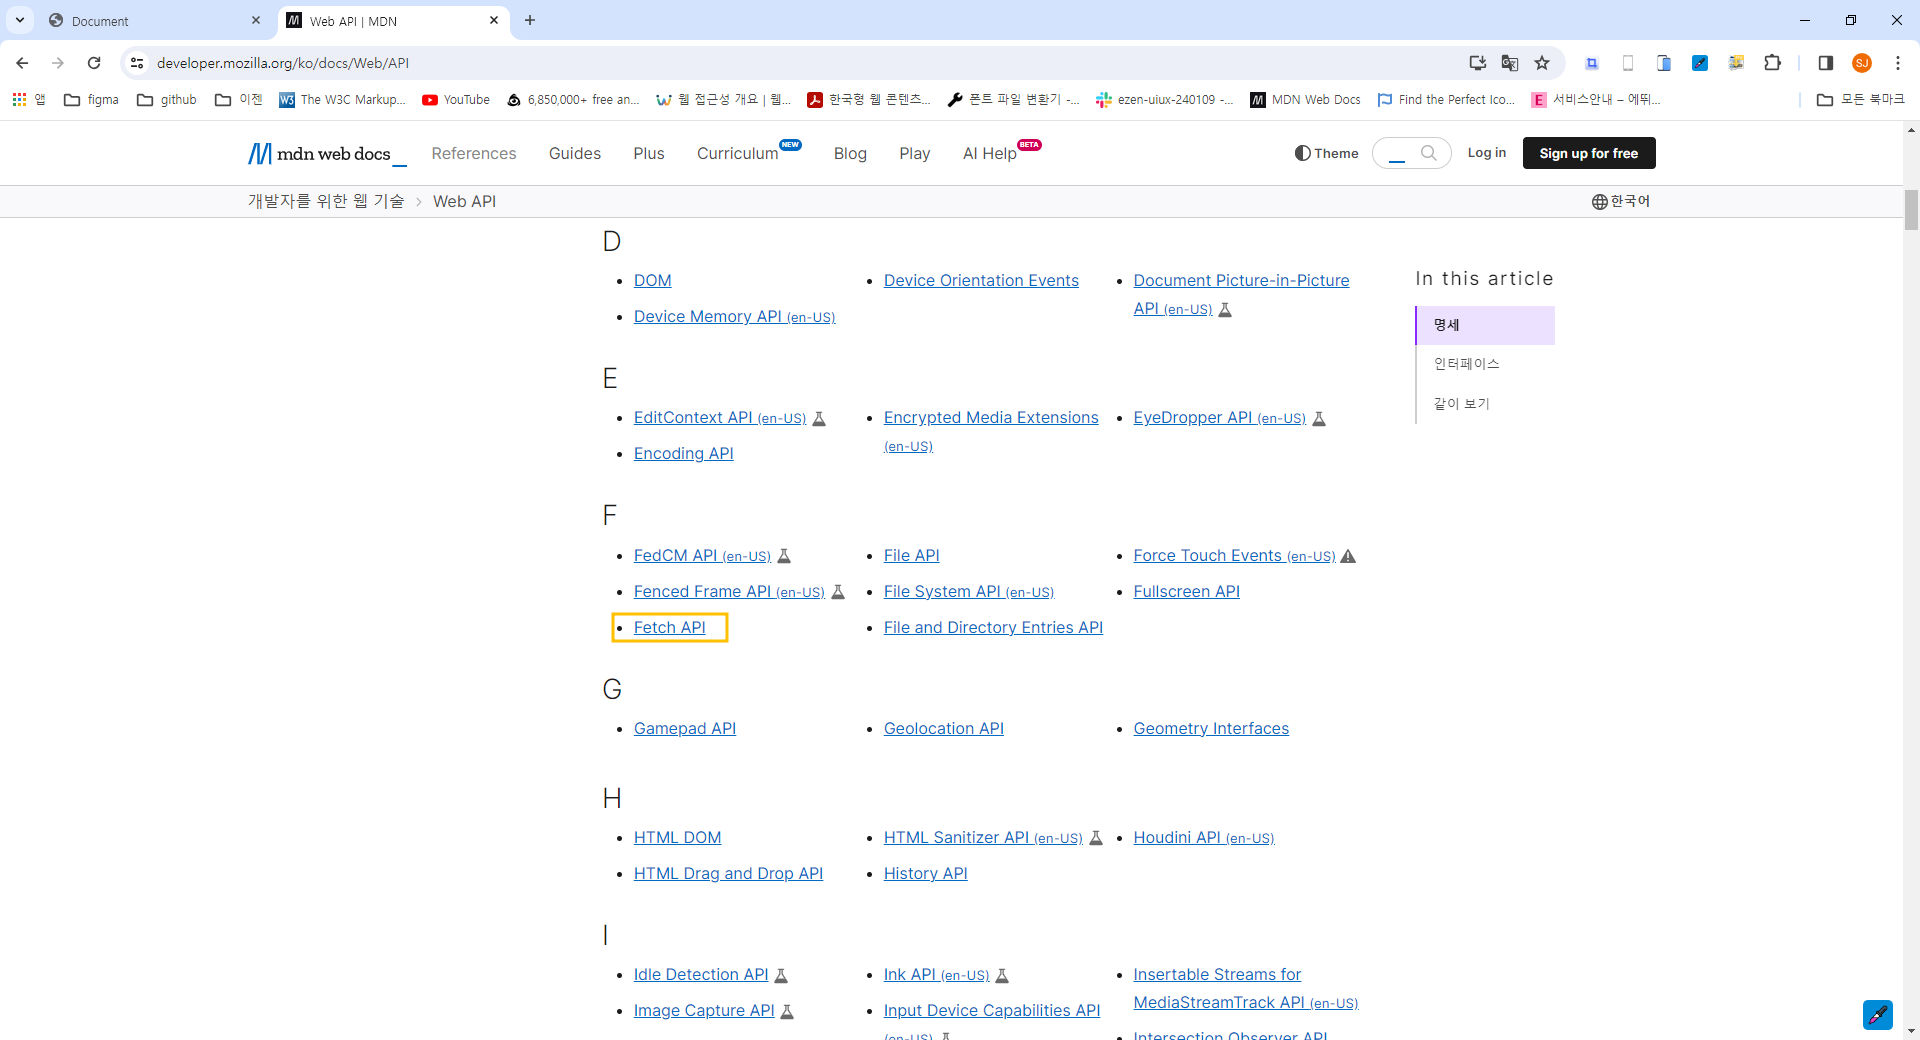 Document
Web API | MDN
developer.mozilla.org/ko/docs/Web/API
SJ
앱 figma github 이젠 The W3C Markup... YouTube 6,850,000+ free an... 웹 접근성 개요 | 웹... 한국형 웹 콘텐츠... 폰트 파일 변환기 -... ezen-uiux-240109 -... MDN Web Docs Find the Perfect Ico... 서비스안내 – 에뛰... 모든 북마크
mdn web docs_ References Guides Plus Curriculum NEW Blog Play AI Help BETA Theme Log in Sign up for free
개발자를 위한 웹 기술 > Web API 한국어
D
• DOM
• Device Memory API (en-US)
• Device Orientation Events
• Document Picture-in-Picture
API (en-US)
E
• EditContext API (en-US)
• Encoding API
• Encrypted Media Extensions
(en-US)
• EyeDropper API (en-US)
F
• FedCM API (en-US)
• Fenced Frame API (en-US)
• Fetch API
• File API
• File System API (en-US)
• File and Directory Entries API
• Force Touch Events (en-US)
• Fullscreen API
G
• Gamepad API
• Geolocation API
• Geometry Interfaces
H
• HTML DOM
• HTML Drag and Drop API
• HTML Sanitizer API (en-US)
• History API
• Houdini API (en-US)
I
• Idle Detection API
• Image Capture API
• Ink API (en-US)
• Input Device Capabilities API
(en-US)
• Insertable Streams for
MediaStreamTrack API (en-US)
• Intersection Observer API
In this article
명세
인터페이스
같이 보기